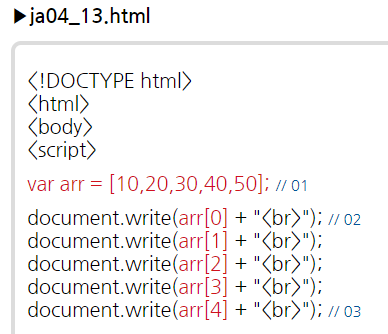 ▶ja04_13.html
<!DOCTYPE html>
<html>
<body>
<script>
var arr = [10,20,30,40,50]; // 01
document.write(arr[0] + "<br>"); // 02
document.write(arr[1] + "<br>");
document.write(arr[2] + "<br>");
document.write(arr[3] + "<br>");
document.write(arr[4] + "<br>"); // 03